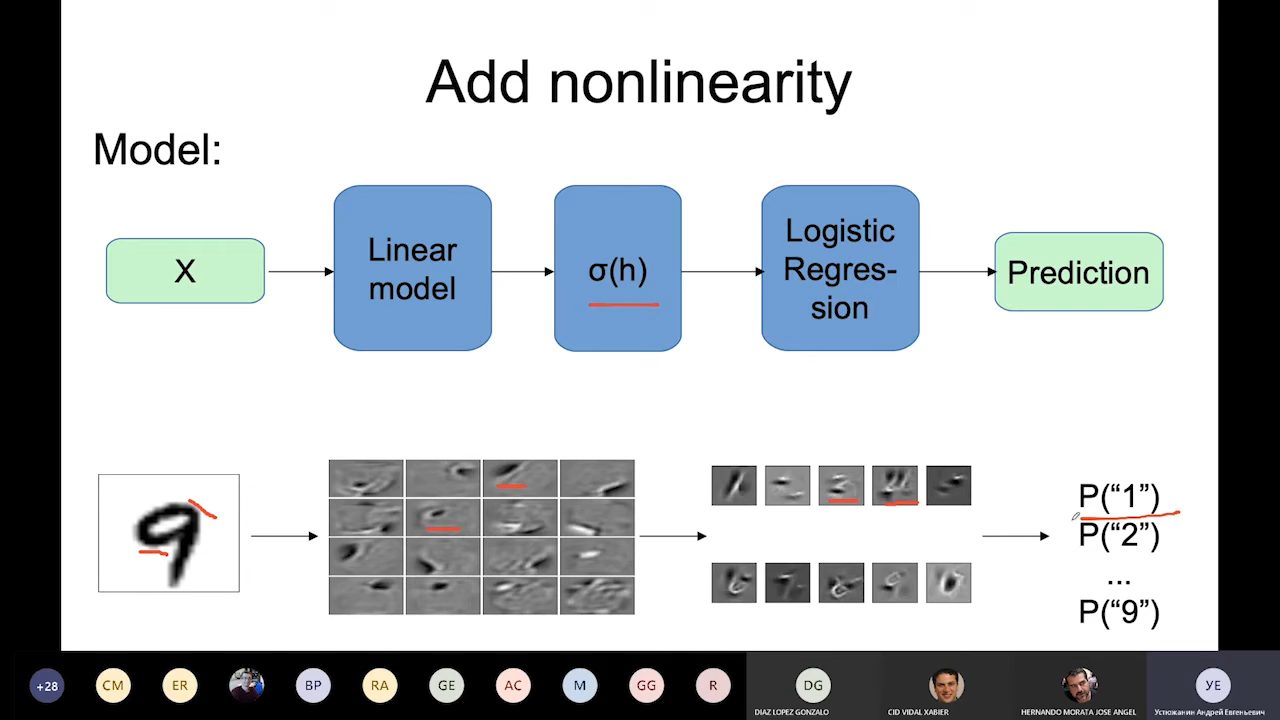 Add nonlinearity
Model:
X
Linear
model
σ(h)
Logistic
Regres-
sion
Prediction
P(“1”)
P(“2”)
...
P(“9”)
+28
CM
ER
BP
RA
GE
AC
M
GG
R
DG
УЕ
DIAZ LOPEZ GONZALO
CID VIDAL XABIER
HERNANDO MORATA JOSE ANGEL
Устюжанин Андрей Евгеньевич